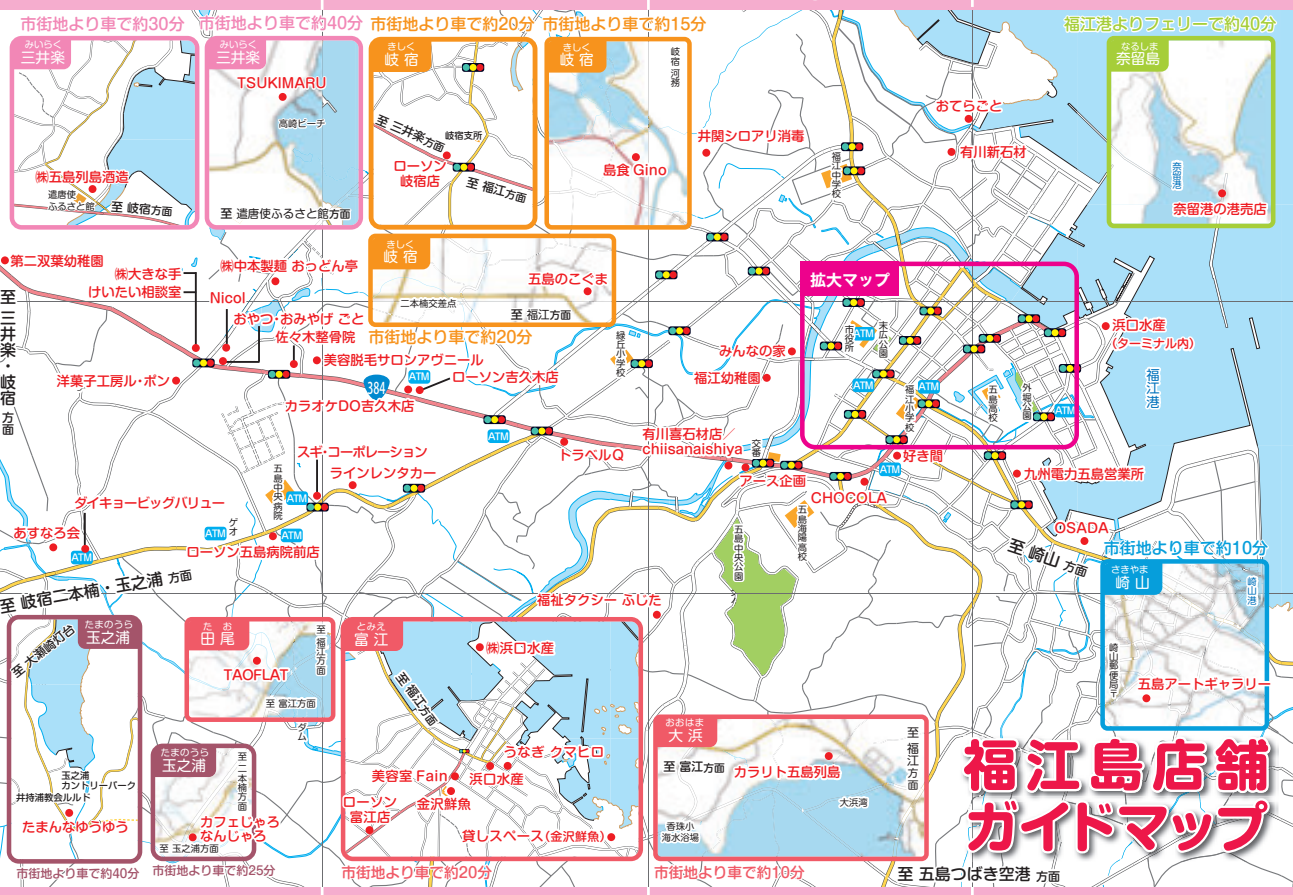 市街地より車で約30分
みいらく
三井楽
㈱五島列島酒造
遣唐使
ふるさと館
至 岐宿方面
市街地より車で約40分
みいらく
三井楽
TSUKIMARU
高崎ビーチ
至 遣唐使ふるさと館方面
市街地より車で約20分
きしく
岐宿
至 三井楽方面
岐宿支所
ローソン
岐宿店
至 福江方面
市街地より車で約15分
きしく
岐宿
岐宿 河務
島食 Gino
きしく
岐宿
五島のこぐま
二本楠交差点
至 福江方面
市街地より車で約20分
福江港よりフェリーで約40分
なるしま
奈留島
奈留港
奈留港の港売店
おてらごと
井関シロアリ消毒
有川新石材
福江中学校
第二双葉幼稚園
㈱大きな手
けいたい相談室
㈱中本製麺 おっどん亭
Nicol
おやつ・おみやげ ごと
佐々木整骨院
美容脱毛サロンアヴニール
至 三井楽・岐宿 方面
洋菓子工房ル・ポン
384
ATM
ローソン吉久木店
カラオケDO吉久木店
緑丘小学校
みんなの家
福江幼稚園
拡大マップ
市役所
ATM
末広公園
ATM
ATM
福江小学校
五島高校
外堀公園
ATM
浜口水産
(ターミナル内)
福江港
ATM
トラベルQ
有川喜石材店／
chiisanaishiya
交番
アース企画
CHOCOLA
好き間
ATM
九州電力五島営業所
OSADA
至 崎山 方面
スギ・コーポレーション
ラインレンタカー
五島中央病院
ATM
ダイキョービッグバリュー
あすなろ会
ATM
ATM
ゲオ
ATM
ローソン五島病院前店
至 岐宿二本楠・玉之浦 方面
五島海陽高校
五島中央公園
福祉タクシー ふじた
市街地より車で約10分
さきやま
崎山
崎山港
崎山郵便局〒
五島アートギャラリー
たまのうら
玉之浦
至 大瀬崎灯台
玉之浦
カントリーパーク
井持浦教会ルルド
たまんなゆうゆう
市街地より車で約40分
たお
田尾
至 福江方面
TAOFLAT
至 富江方面
ダム
たまのうら
玉之浦
至 二本楠方面
カフェじゃろ
なんじゃろ
至 玉之浦方面
市街地より車で約25分
とみえ
富江
㈱浜口水産
至 福江方面
うなぎ クマヒロ
美容室 Fain
浜口水産
金沢鮮魚
ローソン
富江店
貸しスペース(金沢鮮魚)
市街地より車で約20分
おおはま
大浜
至 富江方面
カラリト五島列島
至 福江方面
大浜湾
香珠小
海水浴場
市街地より車で約10分
至 五島つばき空港 方面
福江島店舗
ガイドマップ